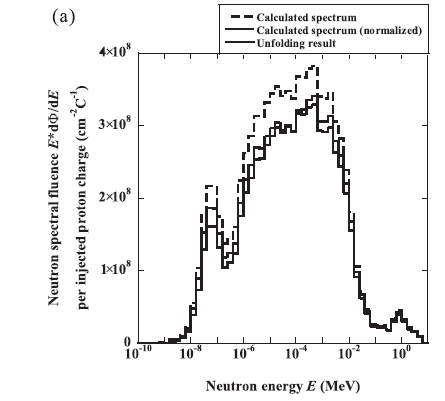 (a)
Calculated spectrum
Calculated spectrum (normalized)
Unfolding result
4×10⁸
3×10⁸
2×10⁸
1×10⁸
0
Neutron spectral fluence E*dΦ/dE
per injected proton charge (cm⁻²C⁻¹)
10⁻¹⁰ 10⁻⁸ 10⁻⁶ 10⁻⁴ 10⁻² 10⁰
Neutron energy E (MeV)